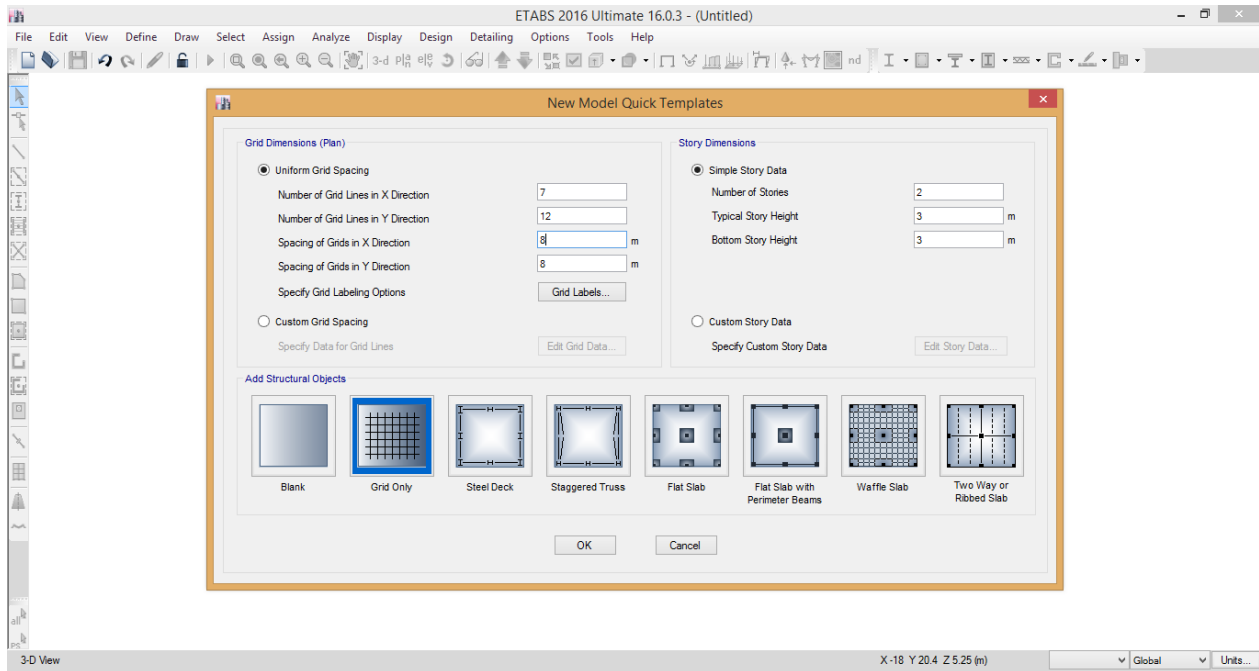 ETABS 2016 Ultimate 16.0.3 - (Untitled)
File Edit View Define Draw Select Assign Analyze Display Design Detailing Options Tools Help
3-d pla n ele v nd
New Model Quick Templates
Grid Dimensions (Plan)
Uniform Grid Spacing
Number of Grid Lines in X Direction 7
Number of Grid Lines in Y Direction 12
Spacing of Grids in X Direction 8 m
Spacing of Grids in Y Direction 8 m
Specify Grid Labeling Options Grid Labels...
Custom Grid Spacing
Specify Data for Grid Lines Edit Grid Data...
Story Dimensions
Simple Story Data
Number of Stories 2
Typical Story Height 3 m
Bottom Story Height 3 m
Custom Story Data
Specify Custom Story Data Edit Story Data...
Add Structural Objects
Blank
Grid Only
Steel Deck
Staggered Truss
Flat Slab
Flat Slab with
Perimeter Beams
Waffle Slab
Two Way or
Ribbed Slab
OK Cancel
all
ps
3-D View X -18 Y 20.4 Z 5.25 (m) Global Units...